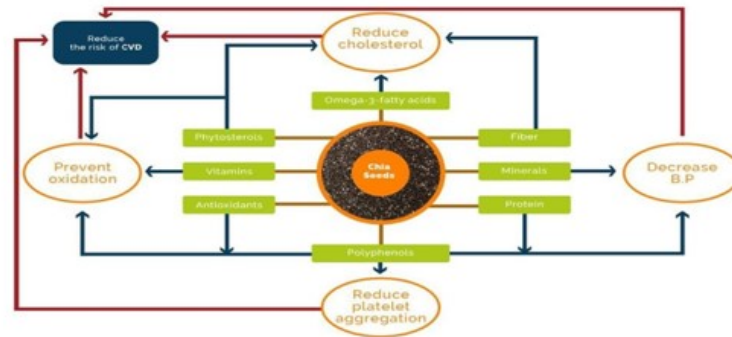 Reduce
the risk of CVD
Reduce
cholesterol
Omega-3-fatty acids
Phytosterols
Fiber
Prevent
oxidation
Vitamins
Chia
Seeds
Minerals
Decrease
B.P
Antioxidants
Protein
Polyphenols
Reduce
platelet
aggregation